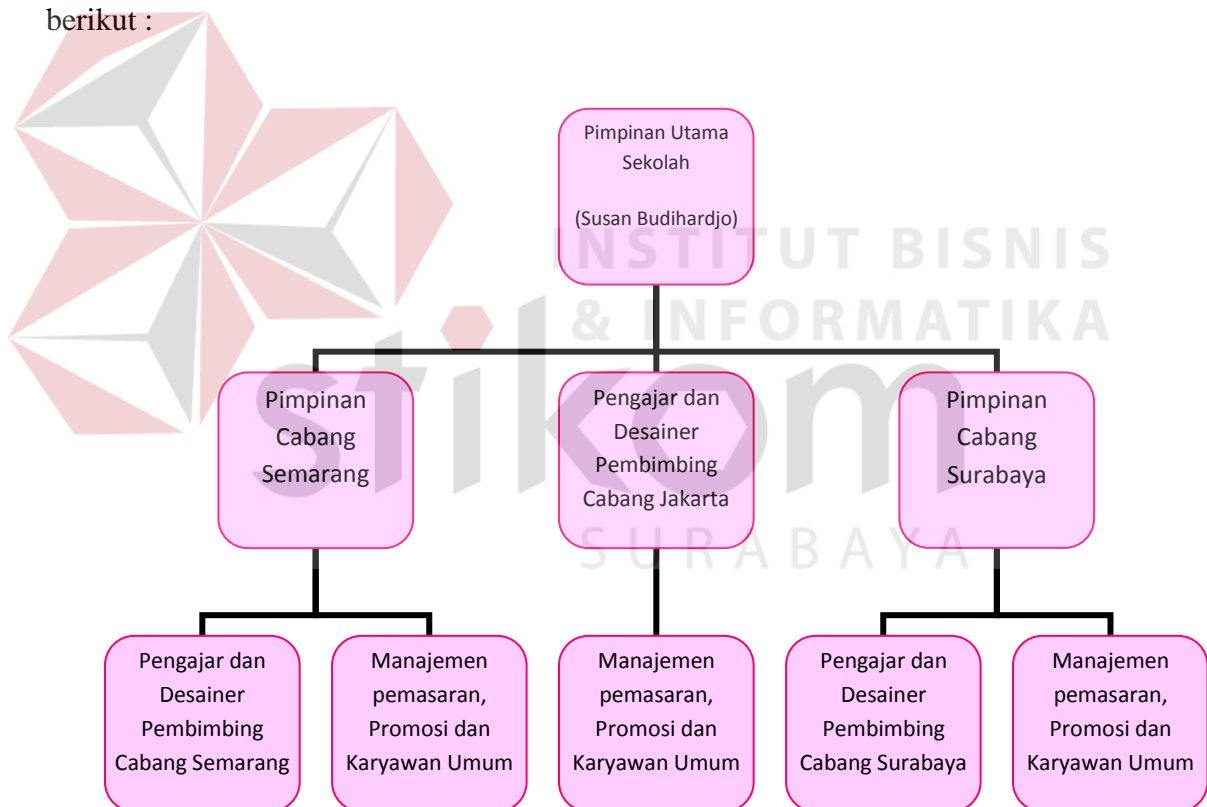 berikut :
Pimpinan Utama
Sekolah
(Susan Budihardjo)
INSTITUT BISNIS
& INFORMATIKA
stikom
SURABAYA
Pimpinan
Cabang
Semarang
Pengajar dan
Desainer
Pembimbing
Cabang Jakarta
Pimpinan
Cabang
Surabaya
Pengajar dan
Desainer
Pembimbing
Cabang Semarang
Manajemen
pemasaran,
Promosi dan
Karyawan Umum
Manajemen
pemasaran,
Promosi dan
Karyawan Umum
Pengajar dan
Desainer
Pembimbing
Cabang Surabaya
Manajemen
pemasaran,
Promosi dan
Karyawan Umum